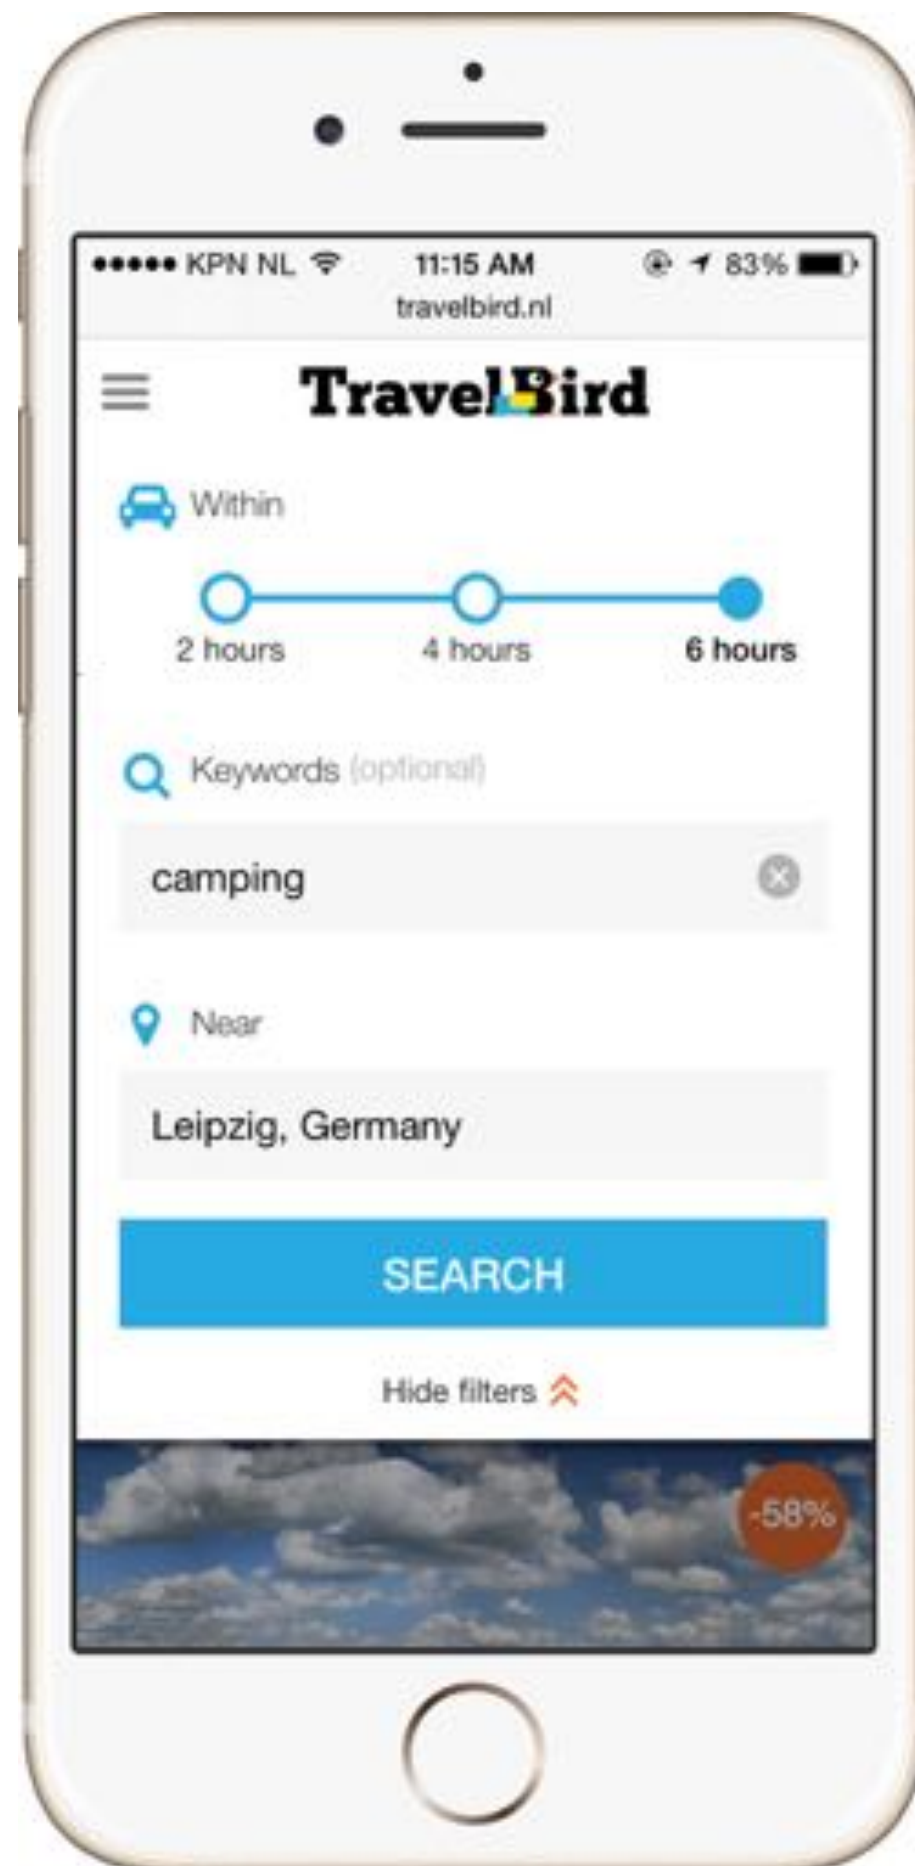 KPN NL 11:15 AM 83%
travelbird.nl
TravelBird
Within
2 hours 4 hours 6 hours
Keywords (optional)
camping
Near
Leipzig, Germany
SEARCH
Hide filters
-58%